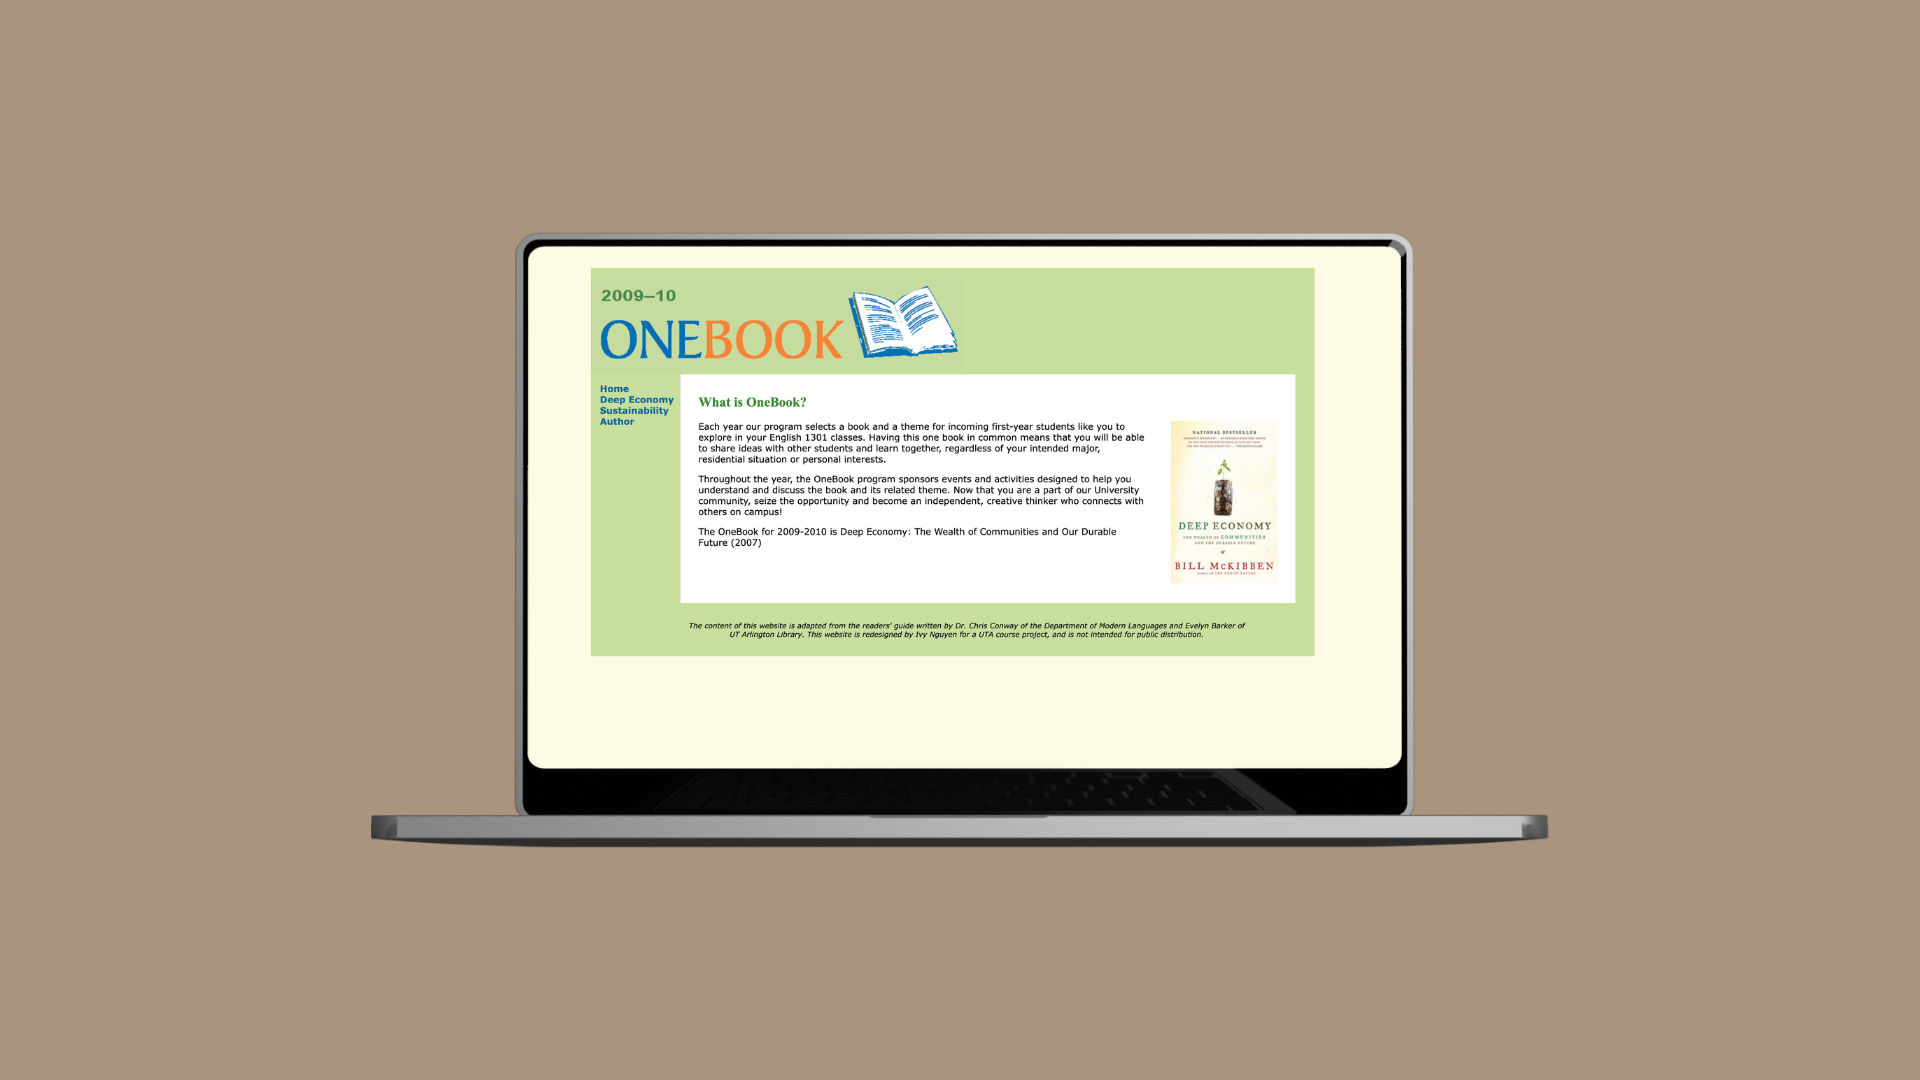 2009–10
ONEBOOK
Home
Deep Economy
Sustainability
Author
What is OneBook?
Each year our program selects a book and a theme for incoming first-year students like you to
explore in your English 1301 classes. Having this one book in common means that you will be able
to share ideas with other students and learn together, regardless of your intended major,
residential situation or personal interests.
Throughout the year, the OneBook program sponsors events and activities designed to help you
understand and discuss the book and its related theme. Now that you are a part of our University
community, seize the opportunity and become an independent, creative thinker who connects with
others on campus!
The OneBook for 2009-2010 is Deep Economy: The Wealth of Communities and Our Durable
Future (2007)
NATIONAL BESTSELLER
DEEP ECONOMY
THE WEALTH OF COMMUNITIES
AND THE DURABLE FUTURE
BILL McKIBBEN
The content of this website is adapted from the readers' guide written by Dr. Chris Conway of the Department of Modern Languages and Evelyn Barker of
UT Arlington Library. This website is redesigned by Ivy Nguyen for a UTA course project, and is not intended for public distribution.